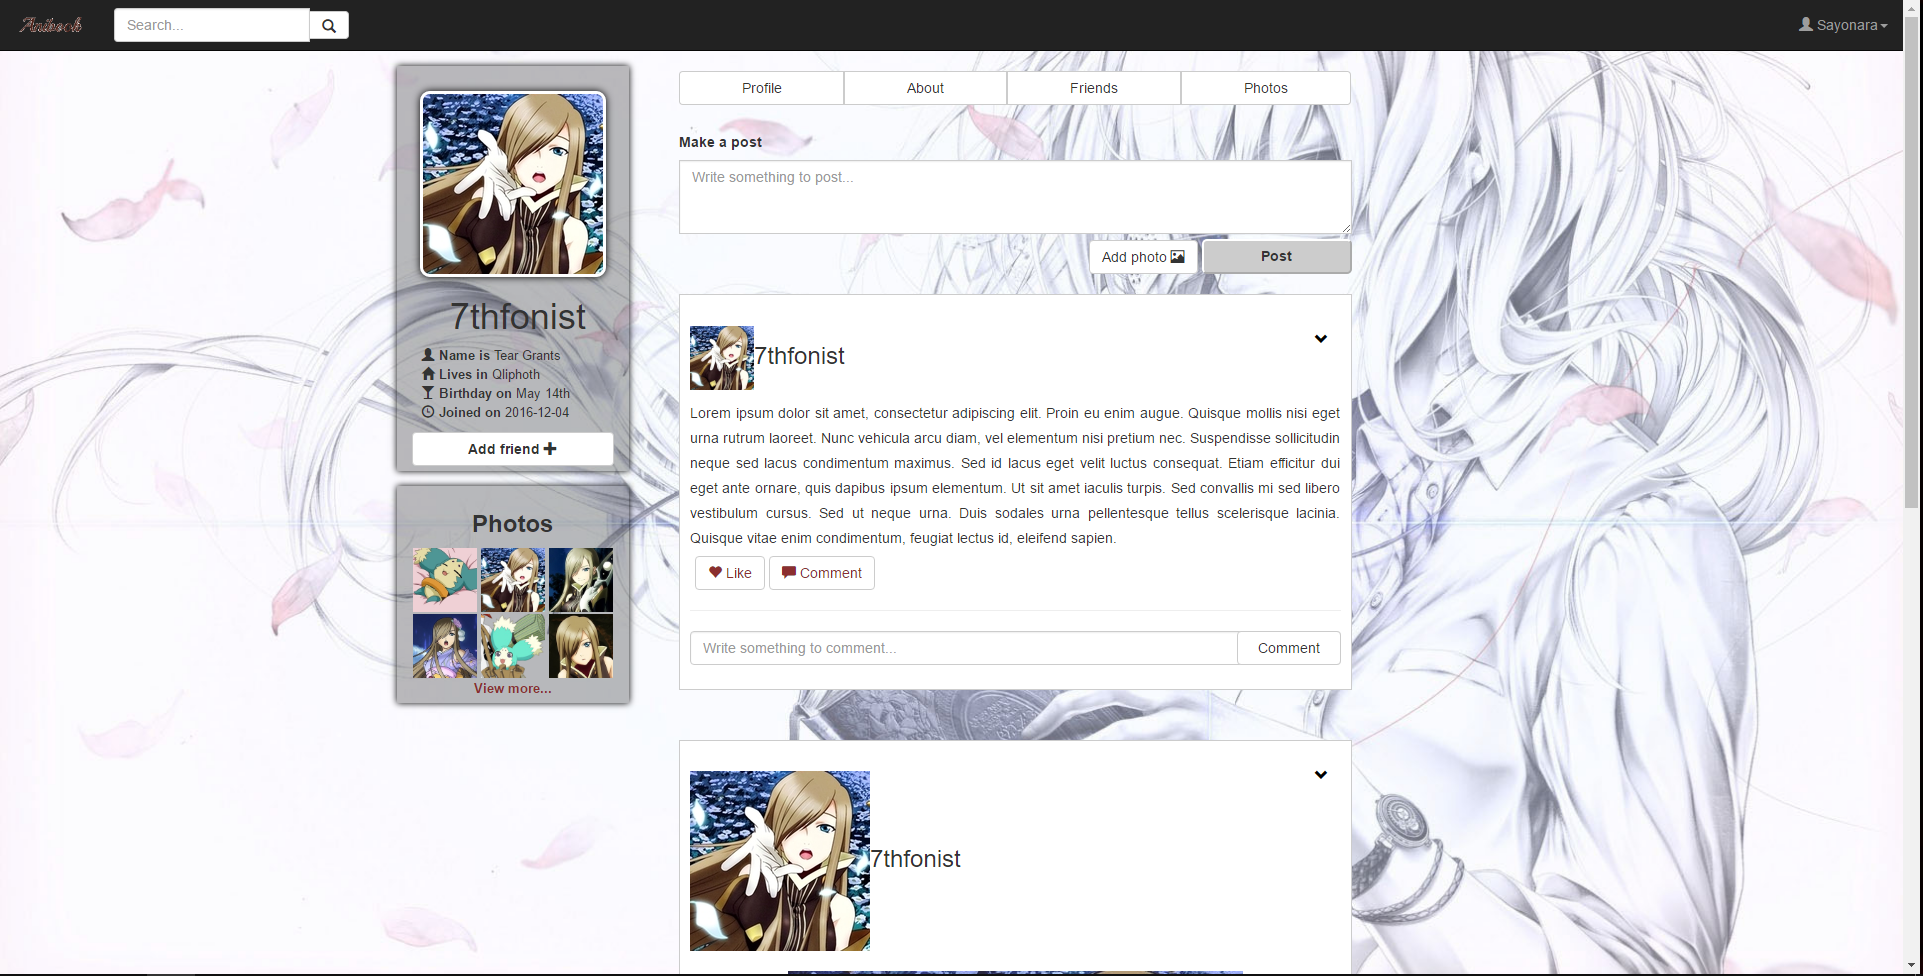 Anibook
Search...
Sayonara
Profile
About
Friends
Photos
Make a post
Write something to post...
Add photo
Post
7thfonist
Name is Tear Grants
Lives in Qliphoth
Birthday on May 14th
Joined on 2016-12-04
Add friend
Photos
View more...
7thfonist
Lorem ipsum dolor sit amet, consectetur adipiscing elit. Proin eu enim augue. Quisque mollis nisi eget
urna rutrum laoreet. Nunc vehicula arcu diam, vel elementum nisi pretium nec. Suspendisse sollicitudin
neque sed lacus condimentum maximus. Sed id lacus eget velit luctus consequat. Etiam efficitur dui
eget ante ornare, quis dapibus ipsum elementum. Ut sit amet iaculis turpis. Sed convallis mi sed libero
vestibulum cursus. Sed ut neque urna. Duis sodales urna pellentesque tellus scelerisque lacinia.
Quisque vitae enim condimentum, feugiat lectus id, eleifend sapien.
Like
Comment
Write something to comment...
Comment
7thfonist